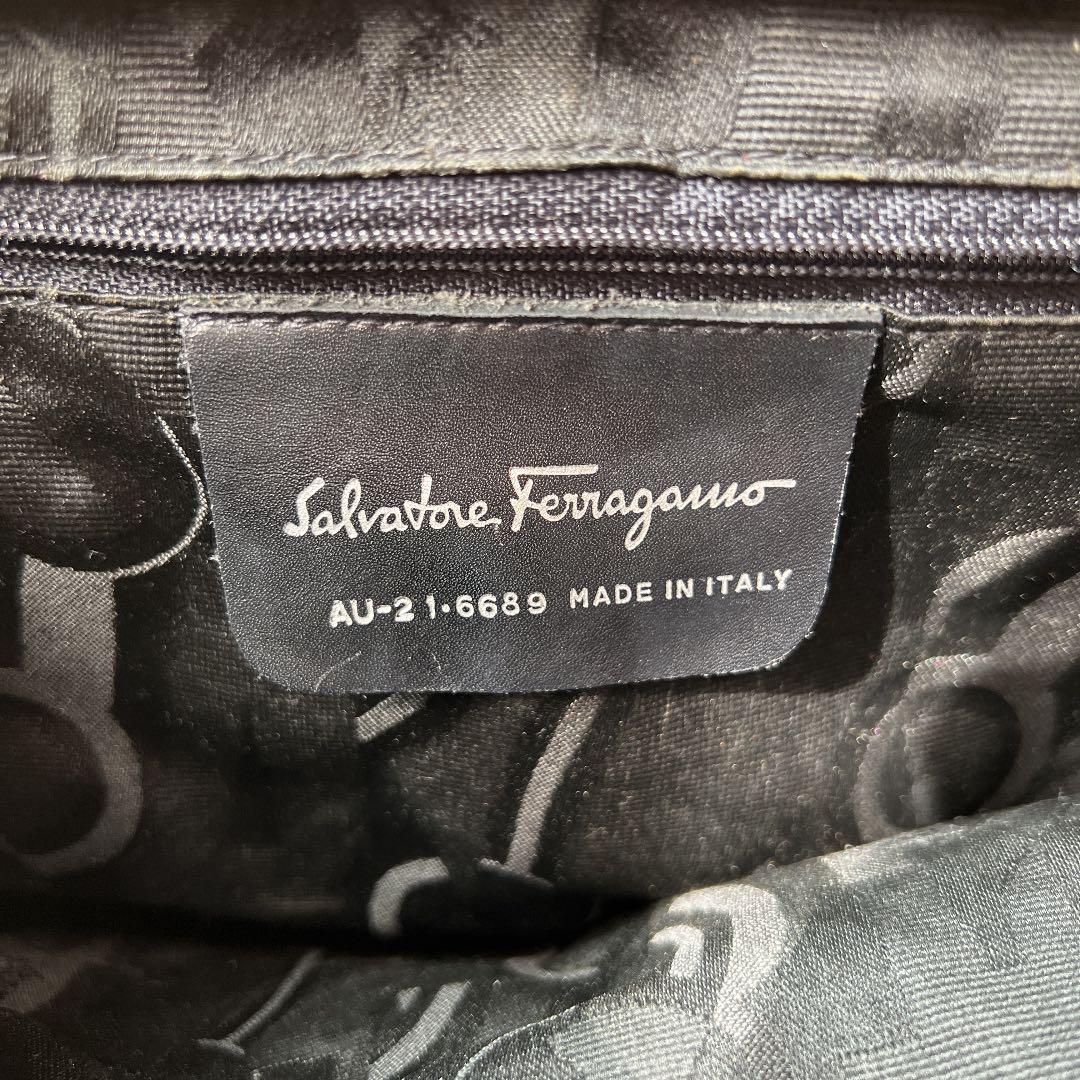 Salvatore Ferragamo
AU-21·6689 MADE IN ITALY